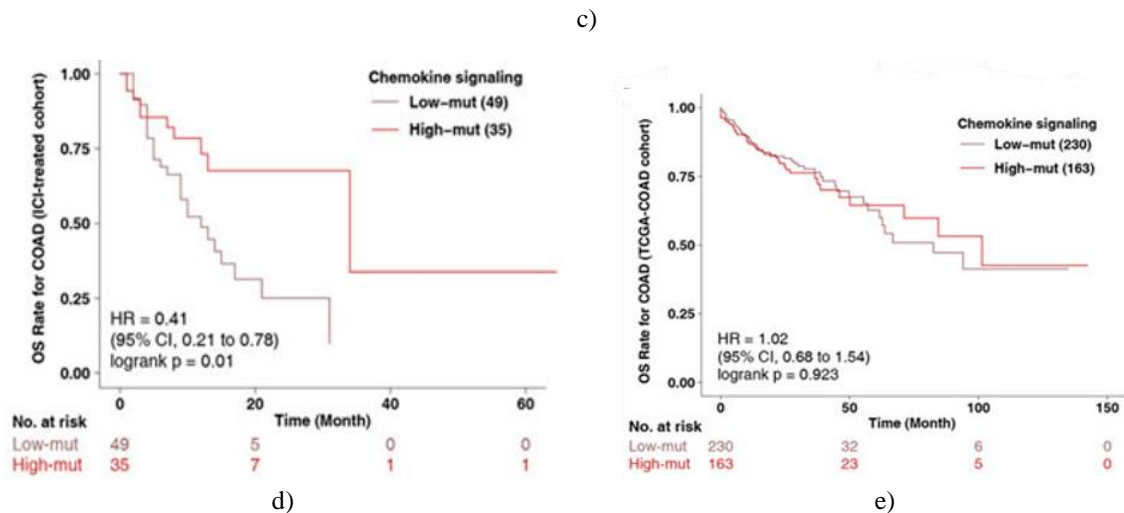 c)
OS Rate for COAD (ICI-treated cohort)
1.00
0.75
0.50
0.25
0.00
Chemokine signaling
Low-mut (49)
High-mut (35)
HR = 0.41
(95% CI, 0.21 to 0.78)
logrank p = 0.01
0 20 40 60
Time (Month)
No. at risk
Low-mut 49 5 0 0
High-mut 35 7 1 1
d)
OS Rate for COAD (TCGA-COAD cohort)
1.00
0.75
0.50
0.25
0.00
Chemokine signaling
Low-mut (230)
High-mut (163)
HR = 1.02
(95% CI, 0.68 to 1.54)
logrank p = 0.923
0 50 100 150
Time (Month)
No. at risk
Low-mut 230 32 6 0
High-mut 163 23 5 0
e)